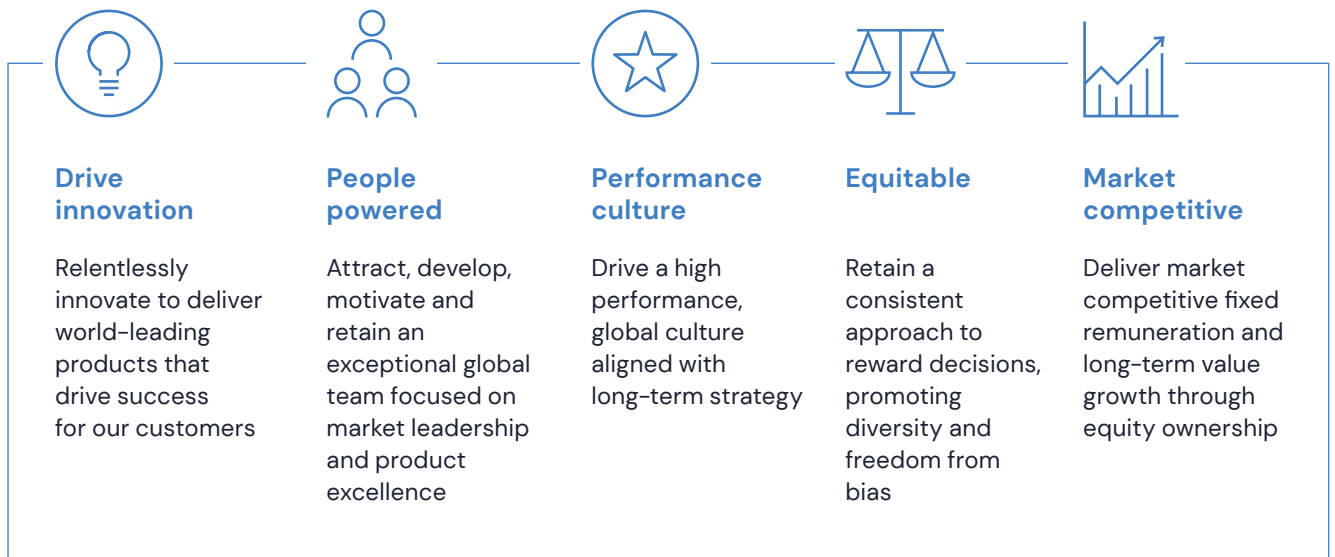 Drive
innovation
Relentlessly
innovate to deliver
world-leading
products that
drive success
for our customers
People
powered
Attract, develop,
motivate and
retain an
exceptional global
team focused on
market leadership
and product
excellence
Performance
culture
Drive a high
performance,
global culture
aligned with
long-term strategy
Equitable
Retain a
consistent
approach to
reward decisions,
promoting
diversity and
freedom from
bias
Market
competitive
Deliver market
competitive fixed
remuneration and
long-term value
growth through
equity ownership